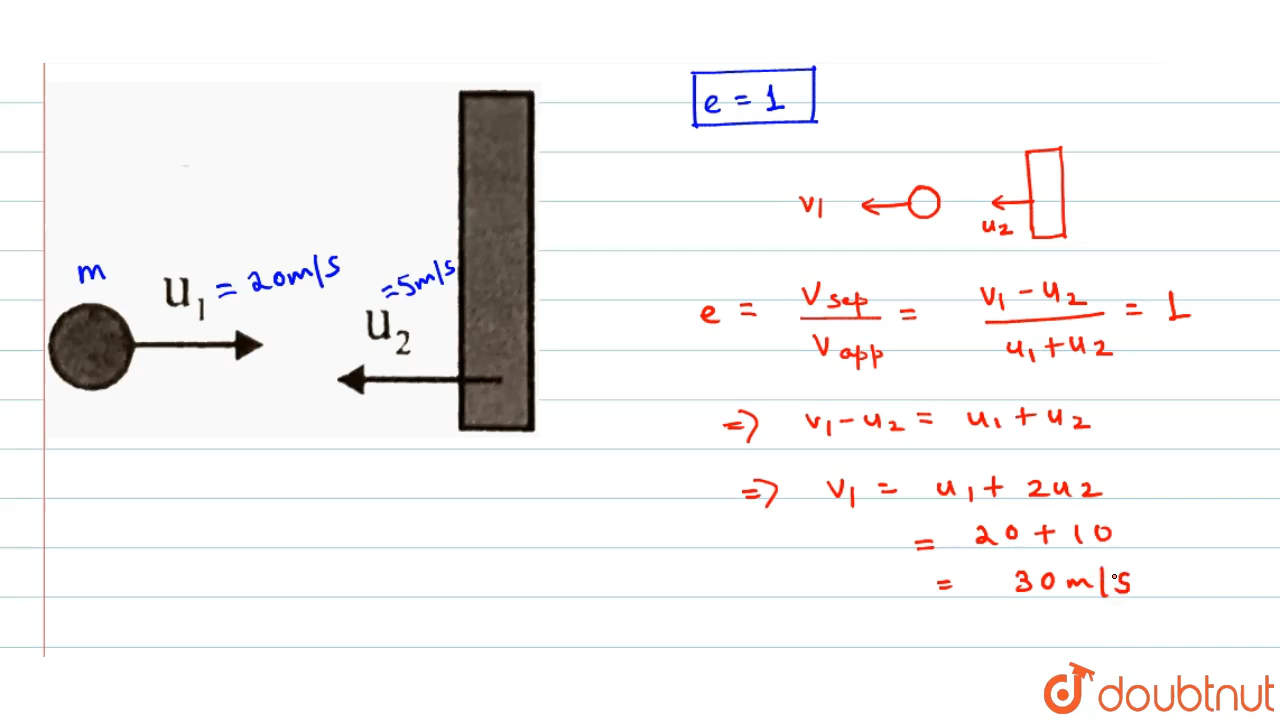 m
u₁ = 20m/s
= 5m/s
u₂
e = 1
v₁
u₂
e = Vsep / Vapp = v₁ - u₂ / u₁ + u₂ = 1
=> v₁ - u₂ = u₁ + u₂
=> v₁ = u₁ + 2u₂
= 20 + 10
= 30 m/s
doubtnut